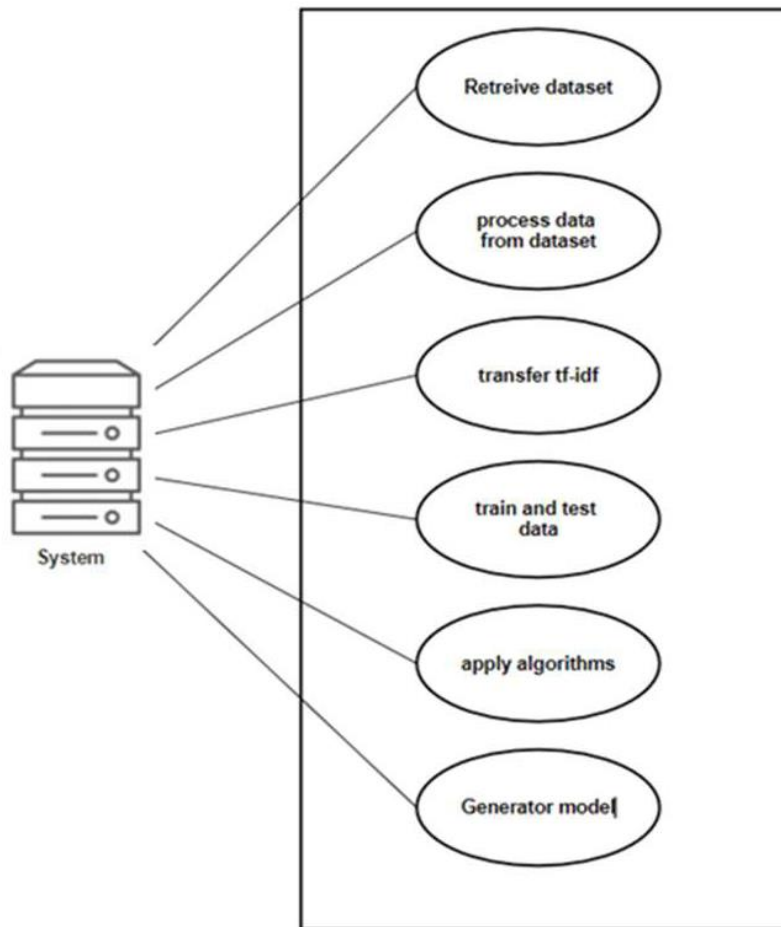 Retreive dataset
process data
from dataset
transfer tf-idf
train and test
data
System
apply algorithms
Generator model